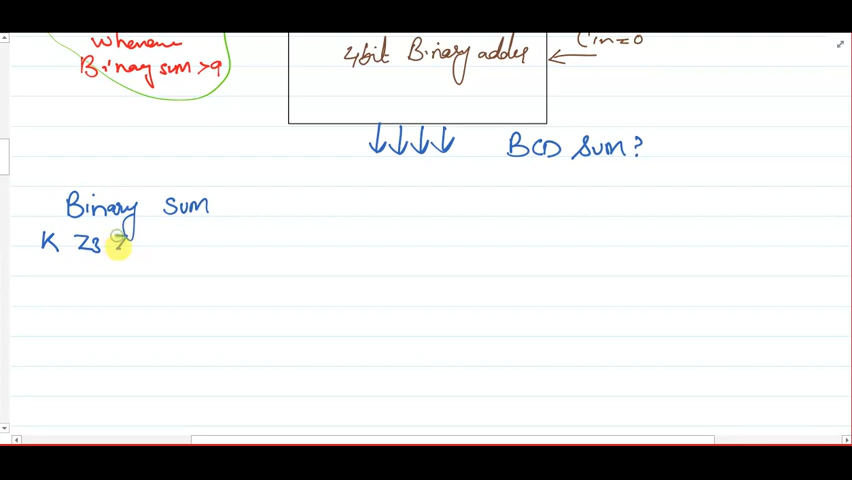 whenever
Binary sum >9
4bit Binary adder
Cin=0
BCD Sum?
Binary Sum
K Z3 Z